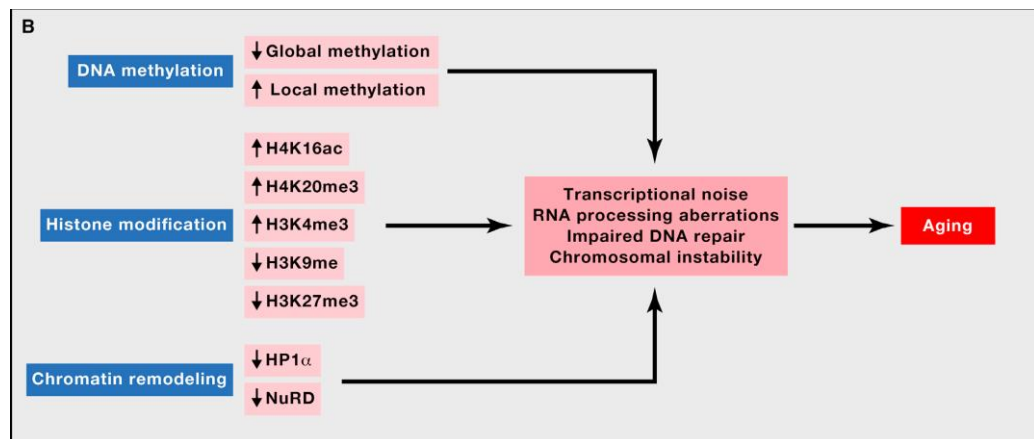 B
DNA methylation
↓ Global methylation
↑ Local methylation
Histone modification
↑ H4K16ac
↑ H4K20me3
↑ H3K4me3
↓ H3K9me
↓ H3K27me3
Chromatin remodeling
↓ HP1α
↓ NuRD
Transcriptional noise
RNA processing aberrations
Impaired DNA repair
Chromosomal instability
Aging